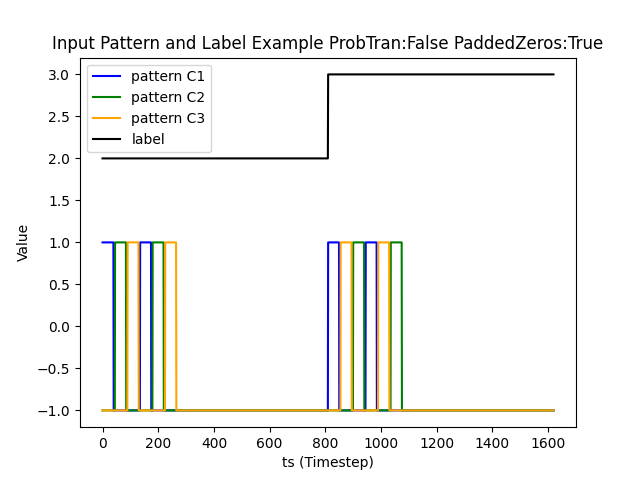 Input Pattern and Label Example ProbTran:False PaddedZeros:True
pattern C1
pattern C2
pattern C3
label
Value
3.0
2.5
2.0
1.5
1.0
0.5
0.0
−0.5
−1.0
0 200 400 600 800 1000 1200 1400 1600
ts (Timestep)